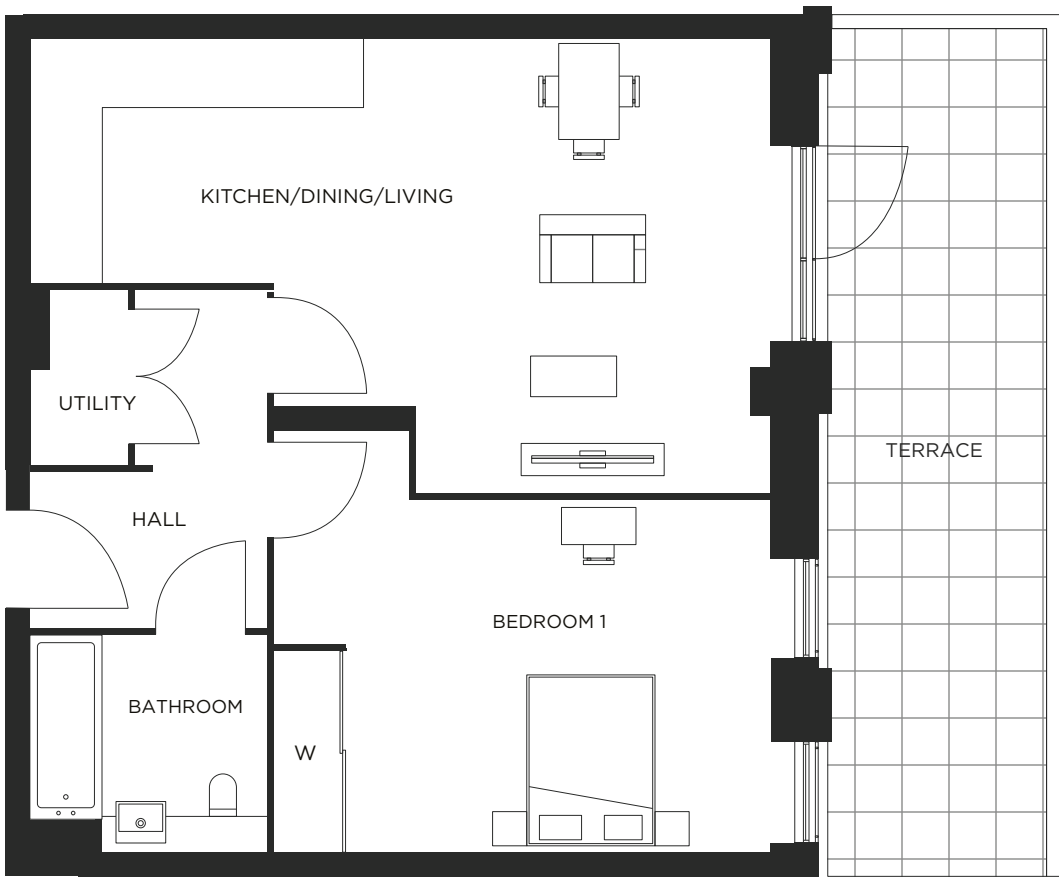 KITCHEN/DINING/LIVING
UTILITY
TERRACE
HALL
BEDROOM 1
BATHROOM
W